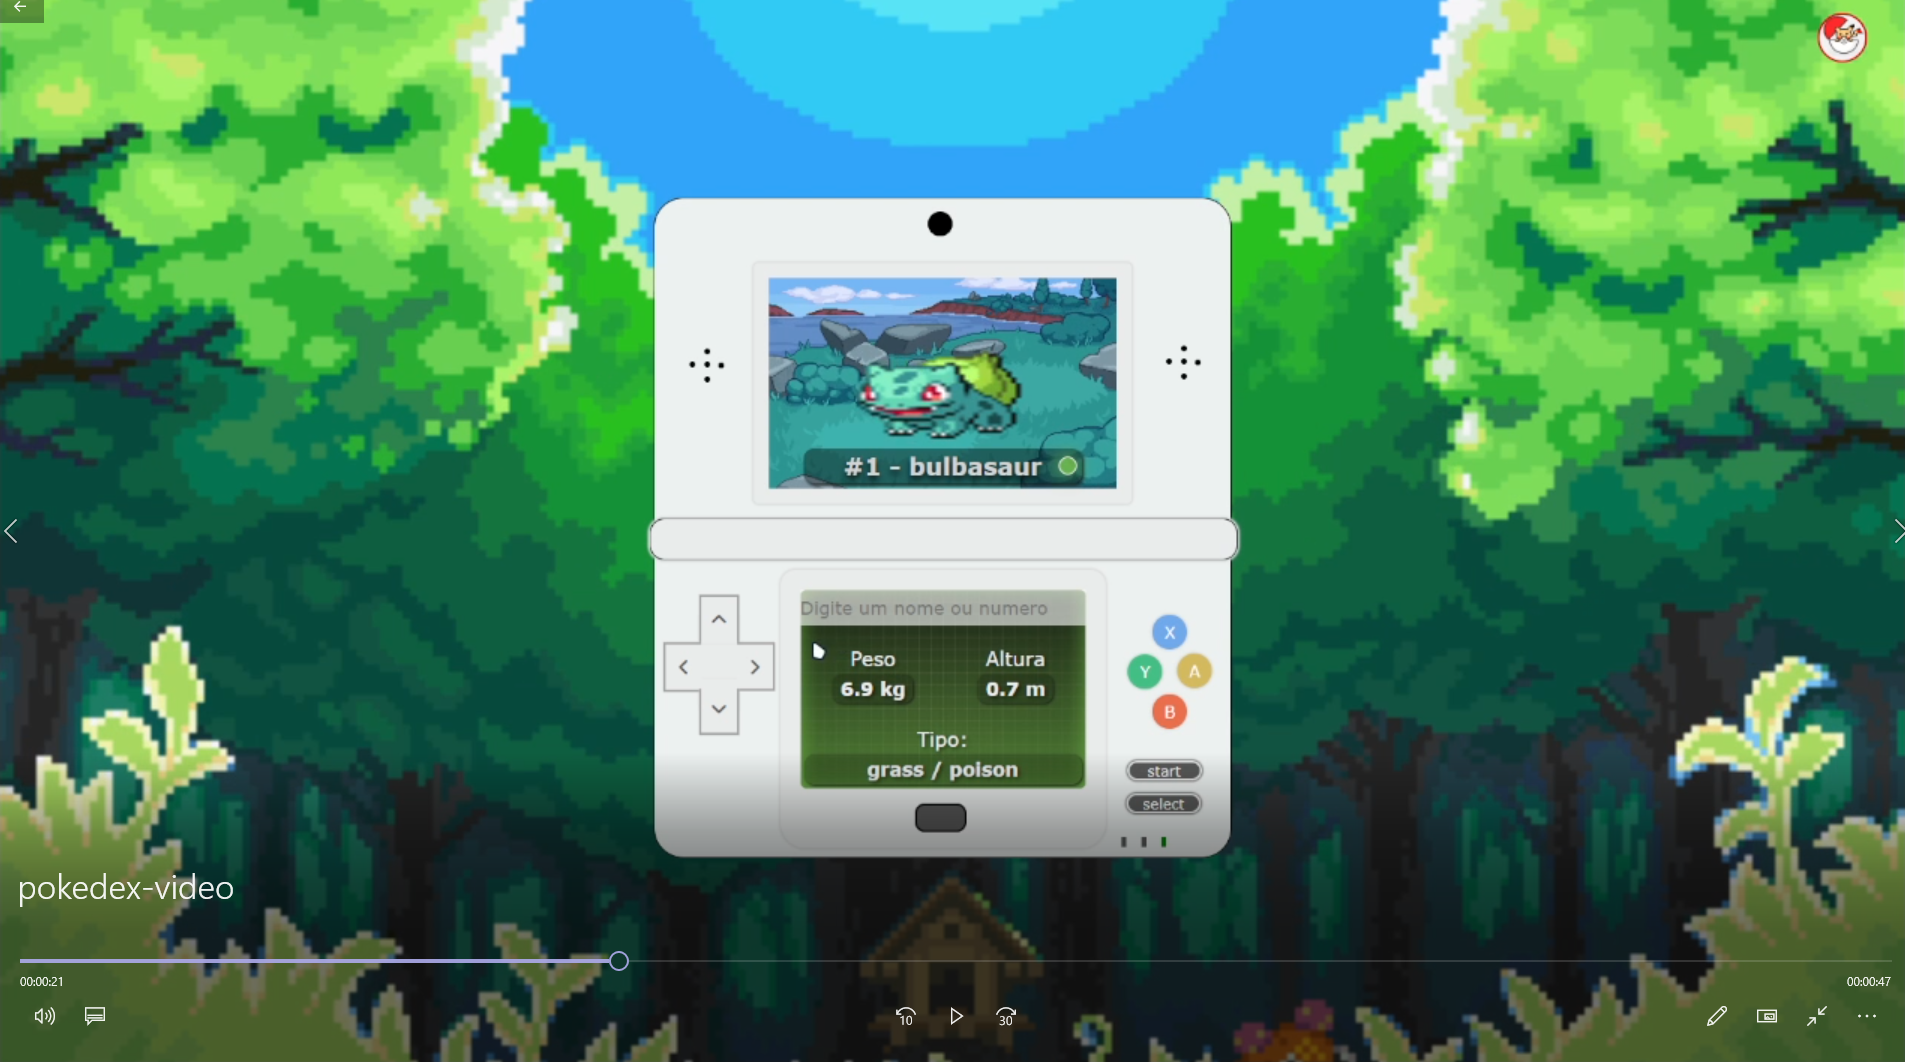 #1 - bulbasaur
Digite um nome ou numero
Peso
Altura
6.9 kg
0.7 m
Tipo:
grass / poison
X
Y
A
B
start
select
pokedex-video
00:00:21
00:00:47
10
30